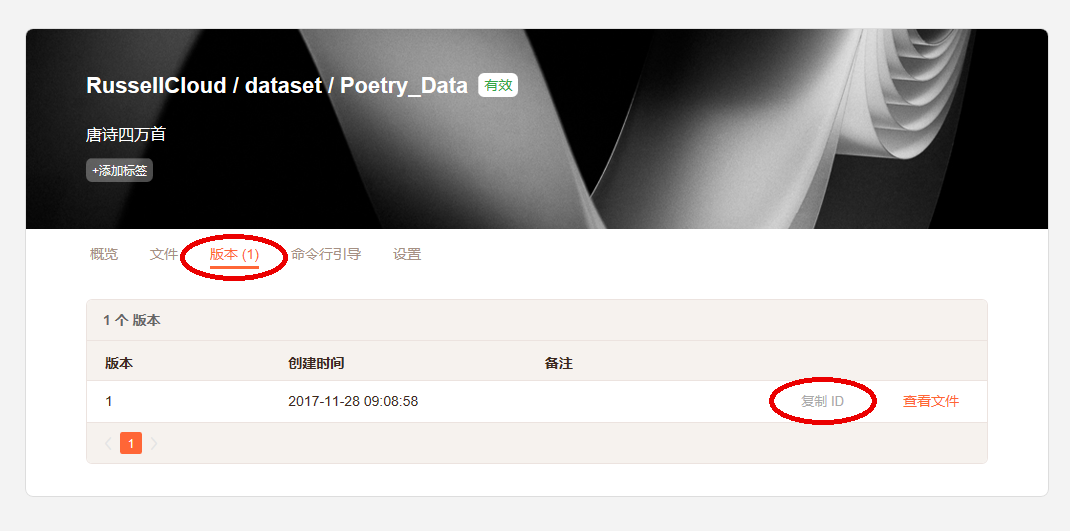 RussellCloud / dataset / Poetry_Data 有效
唐诗四万首
+添加标签
概览 文件 版本 (1) 命令行引导 设置
1 个 版本
版本 创建时间 备注
1 2017-11-28 09:08:58 复制 ID 查看文件
1